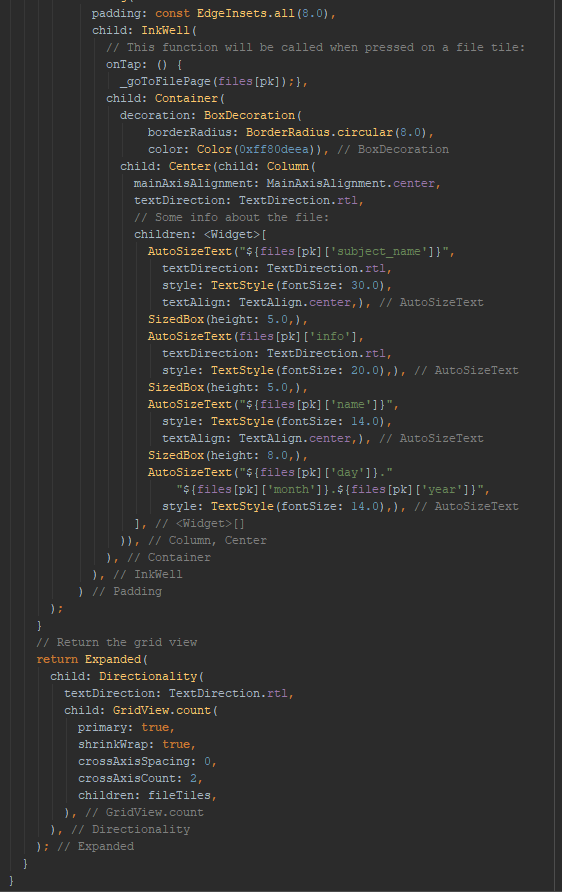 padding: const EdgeInsets.all(8.0),
child: InkWell(
// This function will be called when pressed on a file tile:
onTap: () {
_goToFilePage(files[pk]);},
child: Container(
decoration: BoxDecoration(
borderRadius: BorderRadius.circular(8.0),
color: Color(0xff80deea)), // BoxDecoration
child: Center(child: Column(
mainAxisAlignment: MainAxisAlignment.center,
textDirection: TextDirection.rtl,
// Some info about the file:
children: <Widget>[
AutoSizeText("${files[pk]['subject_name']}",
textDirection: TextDirection.rtl,
style: TextStyle(fontSize: 30.0),
textAlign: TextAlign.center,), // AutoSizeText
SizedBox(height: 5.0,),
AutoSizeText(files[pk]['info'],
textDirection: TextDirection.rtl,
style: TextStyle(fontSize: 20.0),), // AutoSizeText
SizedBox(height: 5.0,),
AutoSizeText("${files[pk]['name']}",
style: TextStyle(fontSize: 14.0),
textAlign: TextAlign.center,), // AutoSizeText
SizedBox(height: 8.0,),
AutoSizeText("${files[pk]['day']}."
"${files[pk]['month']}.${files[pk]['year']}",
style: TextStyle(fontSize: 14.0),), // AutoSizeText
], // <Widget>[]
)), // Column, Center
), // Container
), // InkWell
) // Padding
);
}
// Return the grid view
return Expanded(
child: Directionality(
textDirection: TextDirection.rtl,
child: GridView.count(
primary: true,
shrinkWrap: true,
crossAxisSpacing: 0,
crossAxisCount: 2,
children: fileTiles,
), // GridView.count
), // Directionality
); // Expanded
}
}